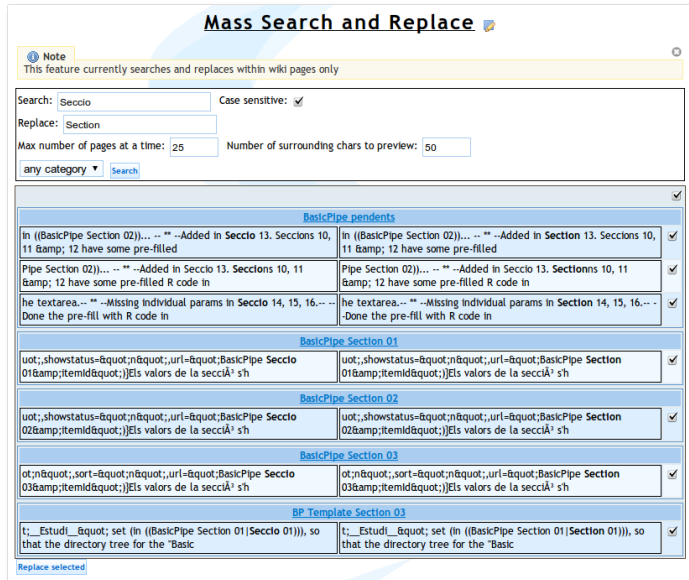 Mass Search and Replace
Note
This feature currently searches and replaces within wiki pages only
Search: Seccio Case sensitive:
Replace: Section
Max number of pages at a time: 25 Number of surrounding chars to preview: 50
any category Search
BasicPipe pendents
in ((BasicPipe Section 02))... -- ** --Added in Seccio 13. Seccions 10,
11 &amp; 12 have some pre-filled
in ((BasicPipe Section 02))... -- ** --Added in Section 13. Seccions 10,
11 &amp; 12 have some pre-filled
Pipe Section 02))... -- ** --Added in Seccio 13. Seccions 10, 11
&amp; 12 have some pre-filled R code in
Pipe Section 02))... -- ** --Added in Seccio 13. Sectionns 10, 11
&amp; 12 have some pre-filled R code in
he textarea.-- ** --Missing individual params in Seccio 14, 15, 16.-- --
Done the pre-fill with R code in
he textarea.-- ** --Missing individual params in Section 14, 15, 16.-- -
-Done the pre-fill with R code in
BasicPipe Section 01
uot;,showstatus=&quot;n&quot;,url=&quot;BasicPipe Seccio
01&amp;itemId&quot;)]Els valors de la secciÃ³ s'h
uot;,showstatus=&quot;n&quot;,url=&quot;BasicPipe Section
01&amp;itemId&quot;)]Els valors de la secciÃ³ s'h
BasicPipe Section 02
uot;,showstatus=&quot;n&quot;,url=&quot;BasicPipe Seccio
02&amp;itemId&quot;)]Els valors de la secciÃ³ s'h
uot;,showstatus=&quot;n&quot;,url=&quot;BasicPipe Section
02&amp;itemId&quot;)]Els valors de la secciÃ³ s'h
BasicPipe Section 03
ot;n&quot;,sort=&quot;n&quot;,url=&quot;BasicPipe Seccio
03&amp;itemId&quot;)]Els valors de la secciÃ³ s'h
ot;n&quot;,sort=&quot;n&quot;,url=&quot;BasicPipe Section
03&amp;itemId&quot;)]Els valors de la secciÃ³ s'h
BP Template Section 03
t;__Estudi__&quot; set (in ((BasicPipe Section 01|Seccio 01))), so
that the directory tree for the "Basic
t;__Estudi__&quot; set (in ((BasicPipe Section 01|Section 01))), so
that the directory tree for the "Basic
Replace selected